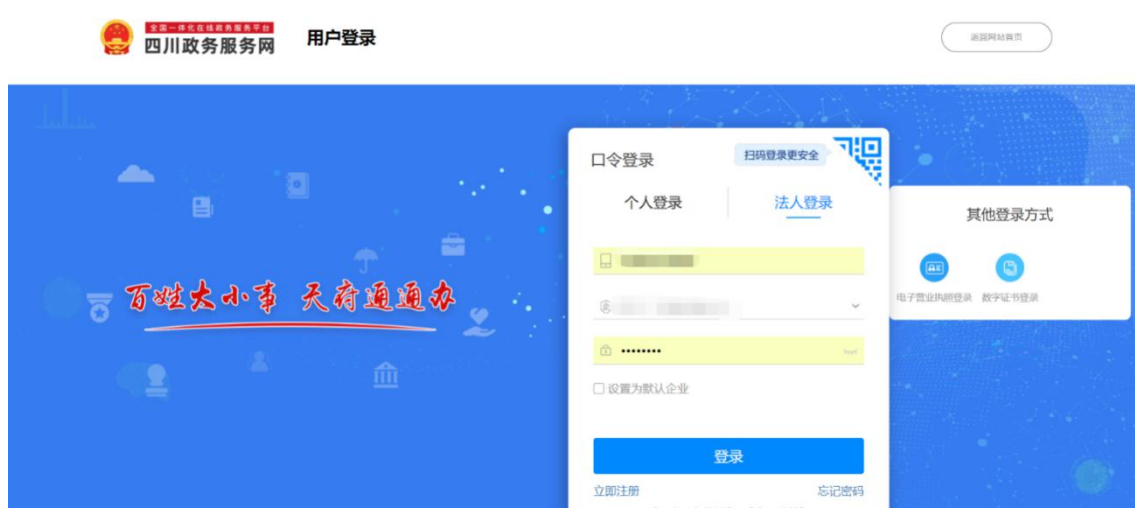 全国一体化在线政务服务平台
四川政务服务网
用户登录
返回网站首页
百姓大小事 天府通通办
口令登录
扫码登录更安全
个人登录
法人登录
••••••••
设置为默认企业
登录
立即注册
忘记密码
其他登录方式
电子营业执照登录
数字证书登录